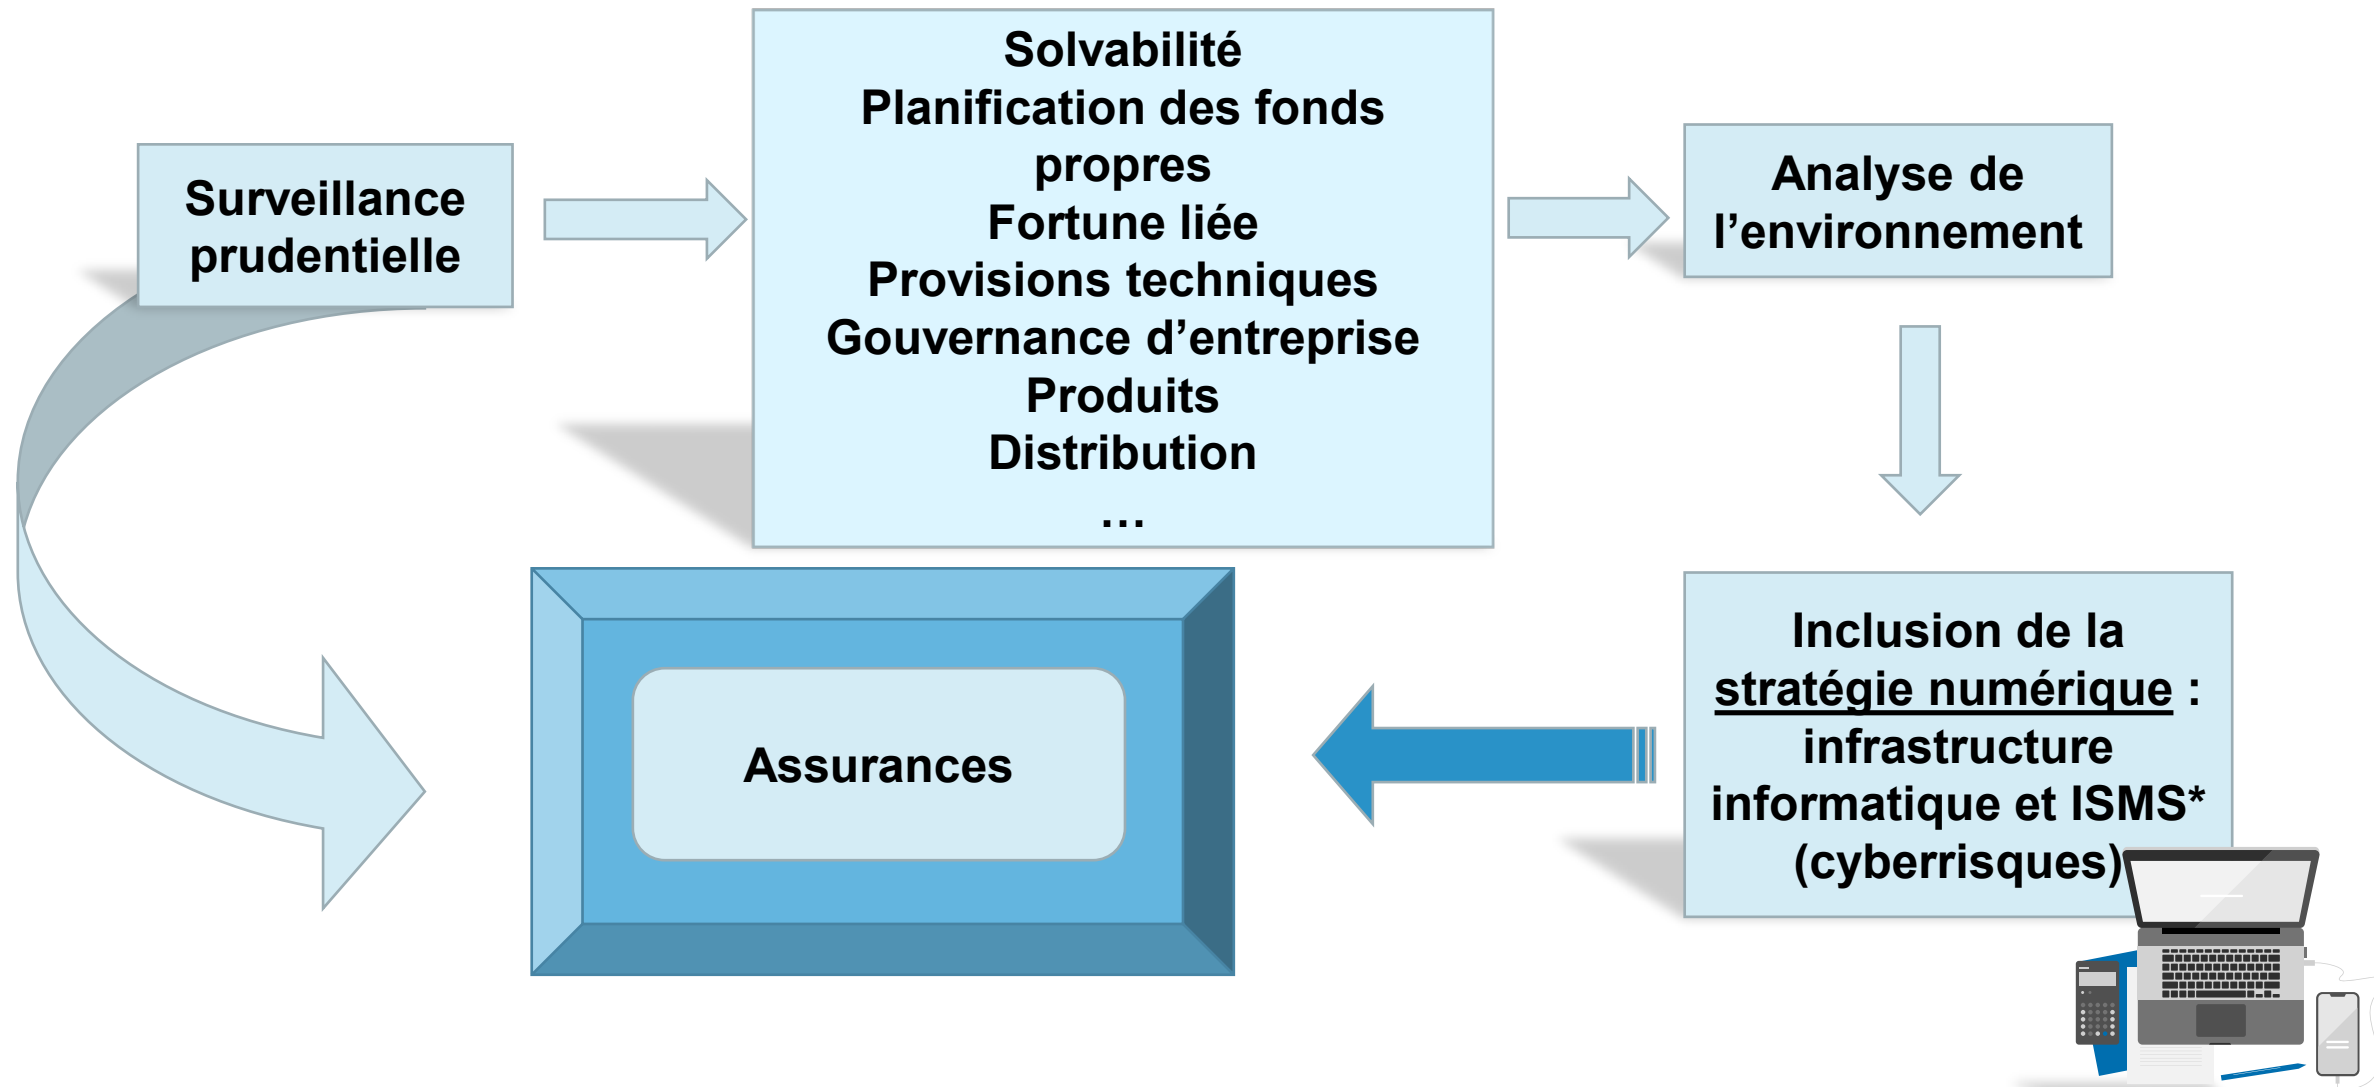 Surveillance
prudentielle
Solvabilité
Planification des fonds
propres
Fortune liée
Provisions techniques
Gouvernance d’entreprise
Produits
Distribution
…
Analyse de
l’environnement
Inclusion de la
stratégie numérique :
infrastructure
informatique et ISMS*
(cyberrisques)
Assurances